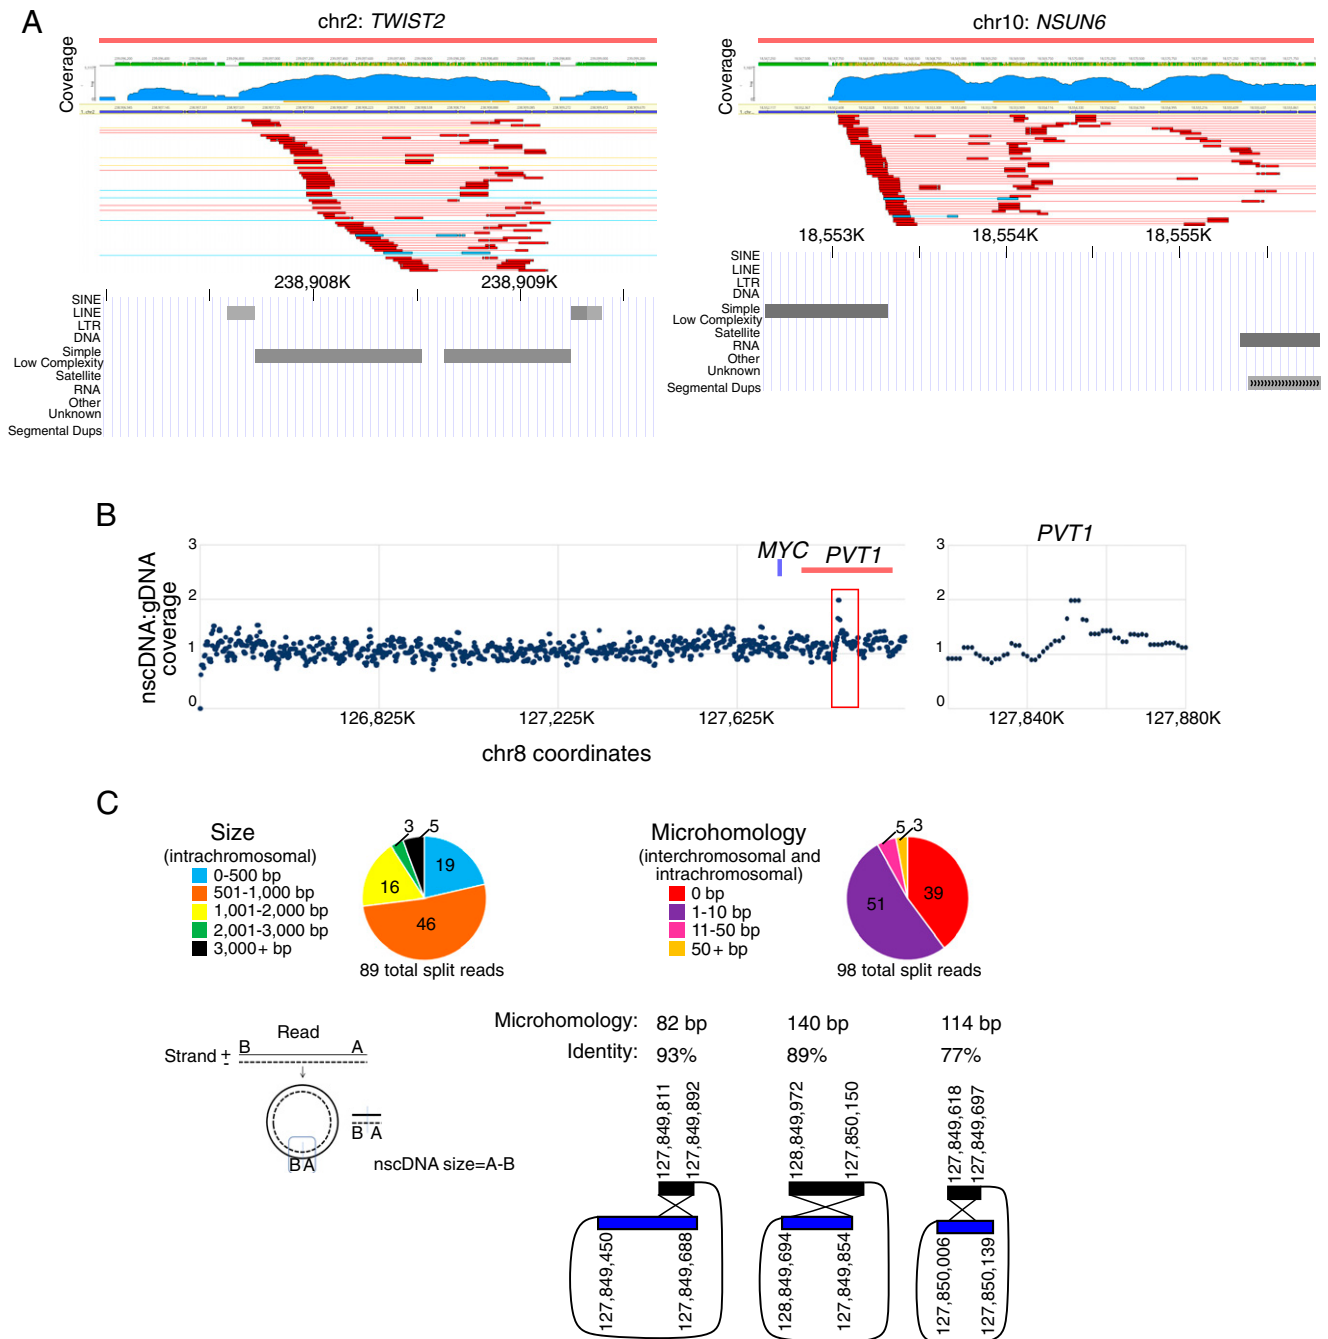 A
chr2: TWIST2
Coverage
238,908K
238,909K
SINE
LINE
LTR
DNA
Simple
Low Complexity
Satellite
RNA
Other
Unknown
Segmental Dups
chr10: NSUN6
Coverage
18,553K
18,554K
18,555K
SINE
LINE
LTR
DNA
Simple
Low Complexity
Satellite
RNA
Other
Unknown
Segmental Dups
B
nscDNA:gDNA
coverage
3
2
1
0
MYC
PVT1
126,825K
127,225K
127,625K
chr8 coordinates
PVT1
3
2
1
0
127,840K
127,880K
C
Size
(intrachromosomal)
0-500 bp
501-1,000 bp
1,001-2,000 bp
2,001-3,000 bp
3,000+ bp
3
5
19
16
46
89 total split reads
Microhomology
(interchromosomal and
intrachromosomal)
0 bp
1-10 bp
11-50 bp
50+ bp
5
3
39
51
98 total split reads
Read
Strand + B A
-
B A
B A
nscDNA size=A-B
Microhomology: 82 bp 140 bp 114 bp
Identity: 93% 89% 77%
127,849,811
127,849,892
127,849,450
127,849,688
128,849,972
127,850,150
128,849,694
127,849,854
127,849,618
127,849,697
127,850,006
127,850,139